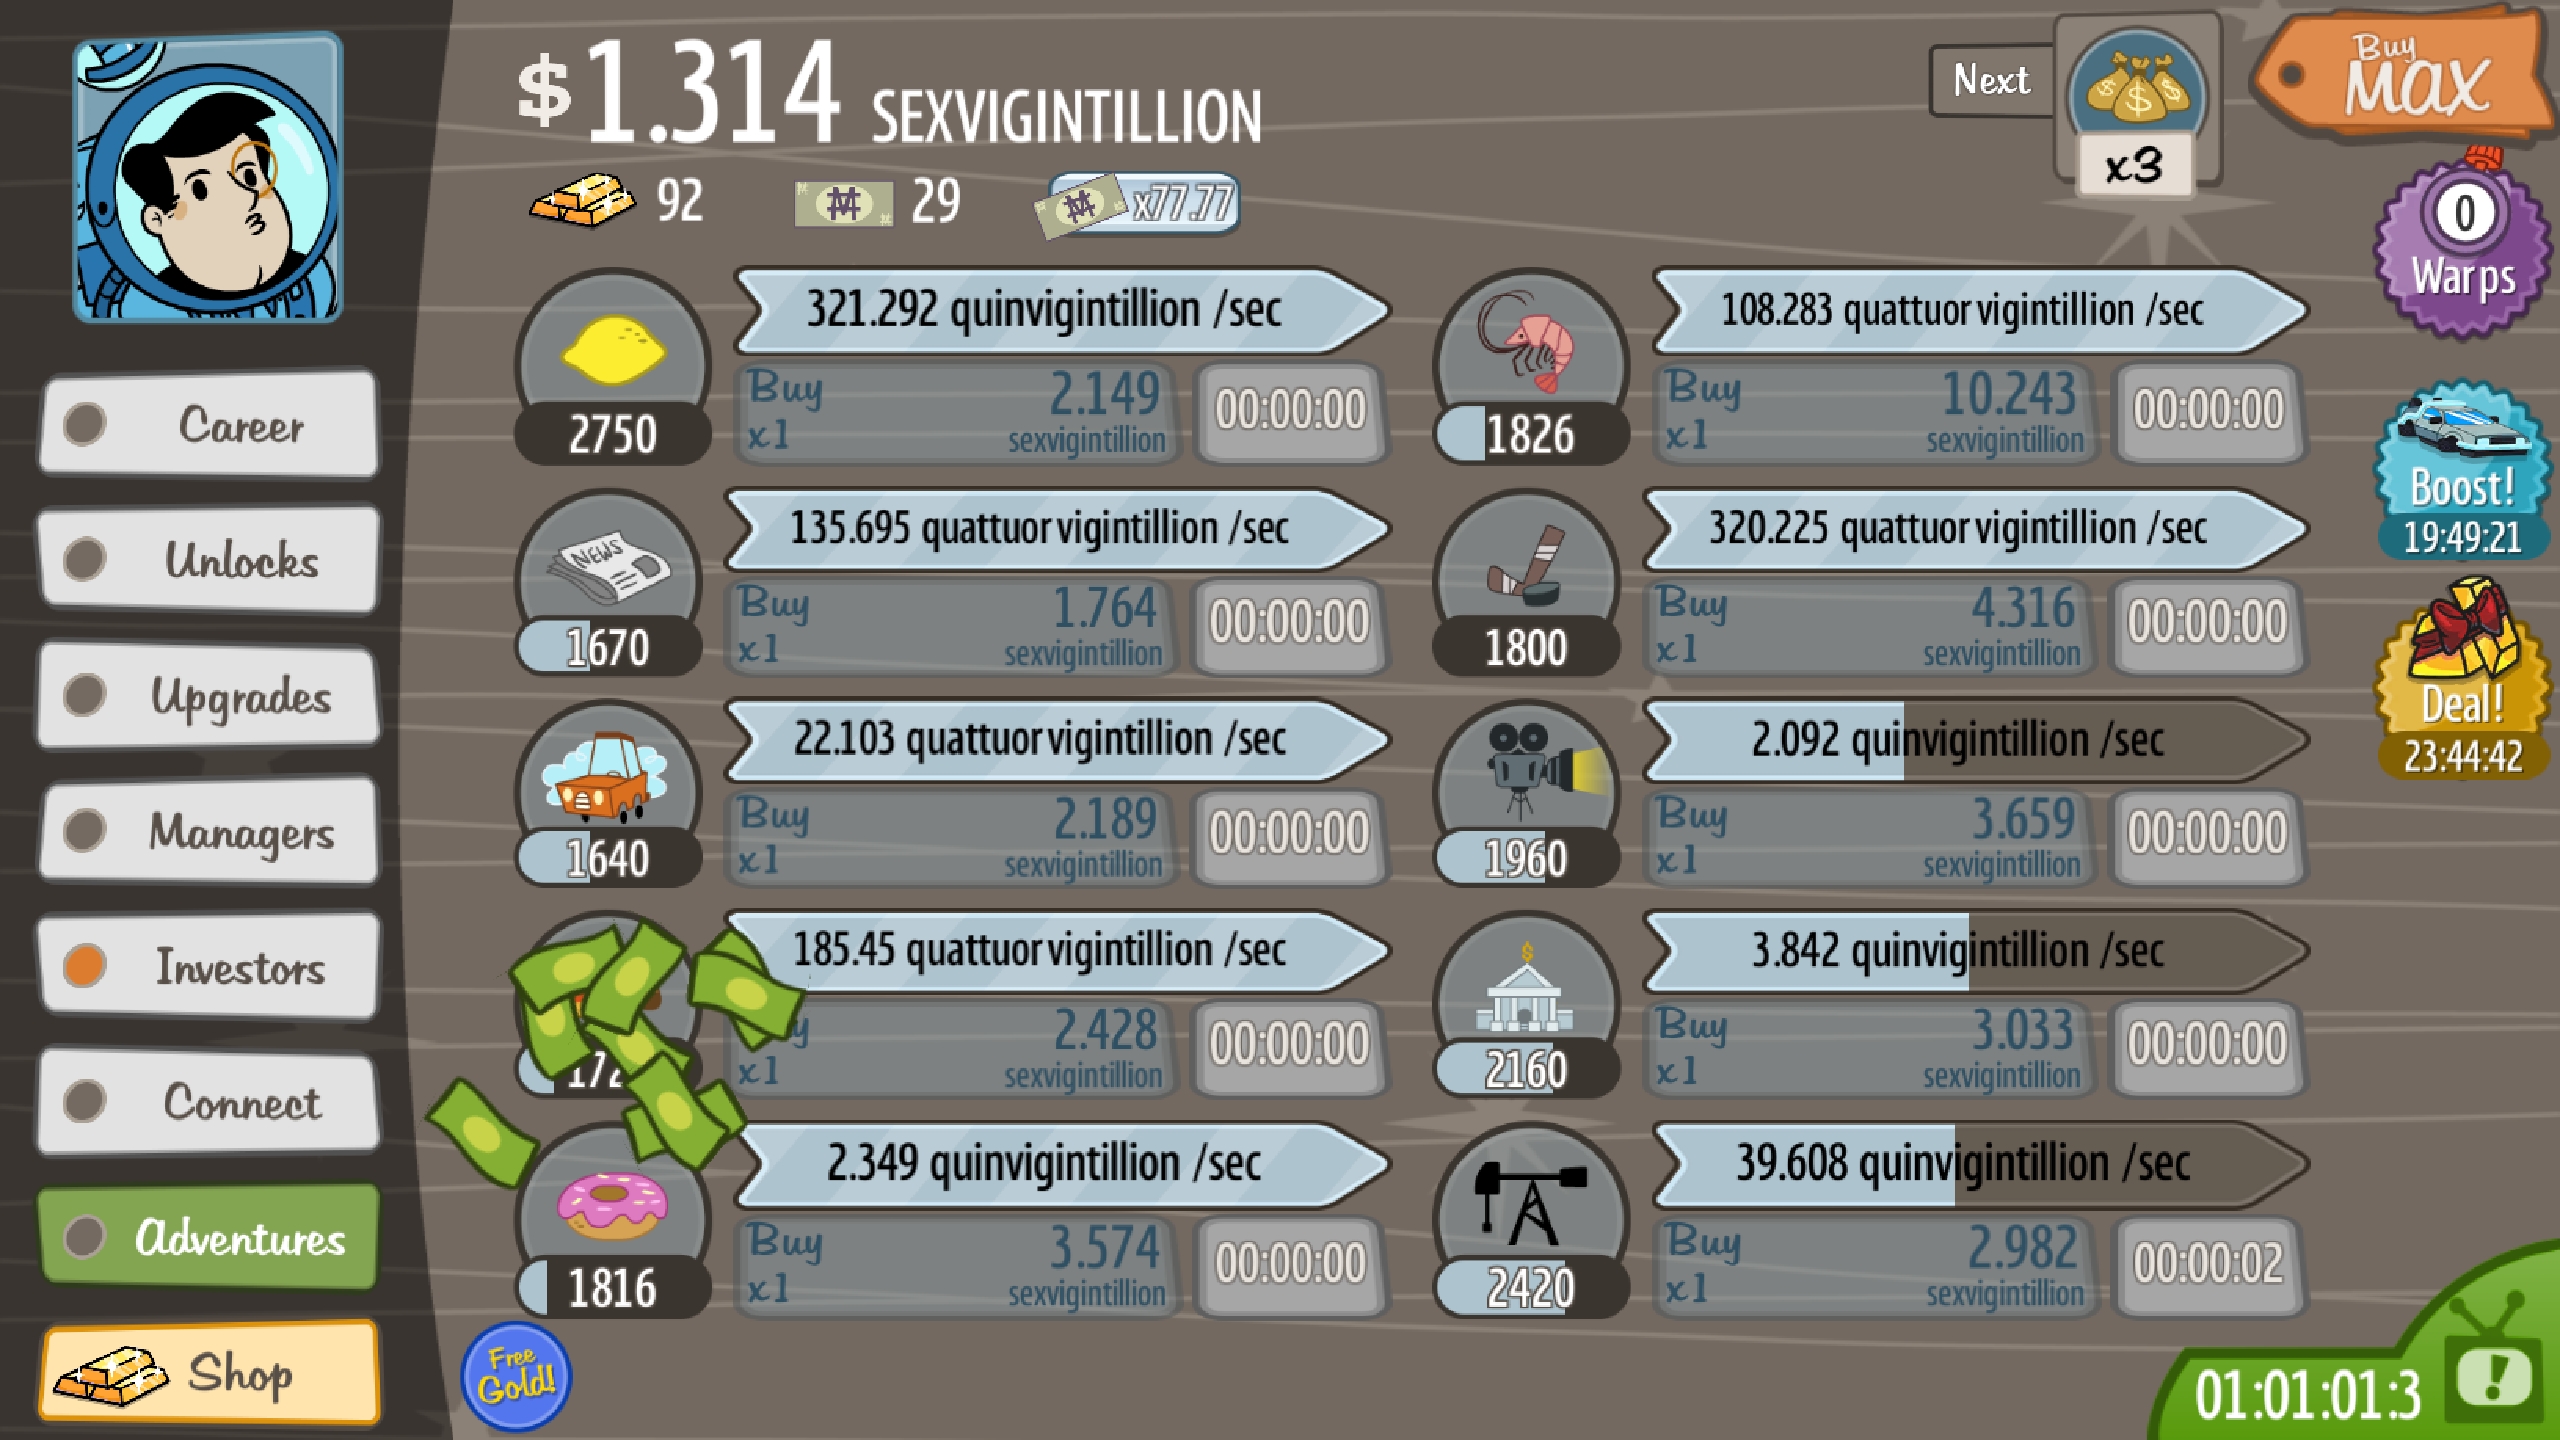 $1.314 SEXVIGINTILLION
92
29
x77.77
Next
x3
Buy
MAX
0
Warps
Boost!
19:49:21
Deal!
23:44:42
Career
Unlocks
Upgrades
Managers
Investors
Connect
Adventures
Shop
Free
Gold!
2750
321.292 quinvigintillion /sec
Buy 2.149
x1 sexvigintillion
00:00:00
1826
108.283 quattuorvigintillion /sec
Buy 10.243
x1 sexvigintillion
00:00:00
NEWS
1670
135.695 quattuorvigintillion /sec
Buy 1.764
x1 sexvigintillion
00:00:00
1800
320.225 quattuorvigintillion /sec
Buy 4.316
x1 sexvigintillion
00:00:00
1640
22.103 quattuorvigintillion /sec
Buy 2.189
x1 sexvigintillion
00:00:00
1960
2.092 quinvigintillion /sec
Buy 3.659
x1 sexvigintillion
00:00:00
185.45 quattuorvigintillion /sec
2.428
x1 sexvigintillion
00:00:00
2160
3.842 quinvigintillion /sec
Buy 3.033
x1 sexvigintillion
00:00:00
1816
2.349 quinvigintillion /sec
Buy 3.574
x1 sexvigintillion
00:00:00
2420
39.608 quinvigintillion /sec
Buy 2.982
x1 sexvigintillion
00:00:02
01:01:01:3